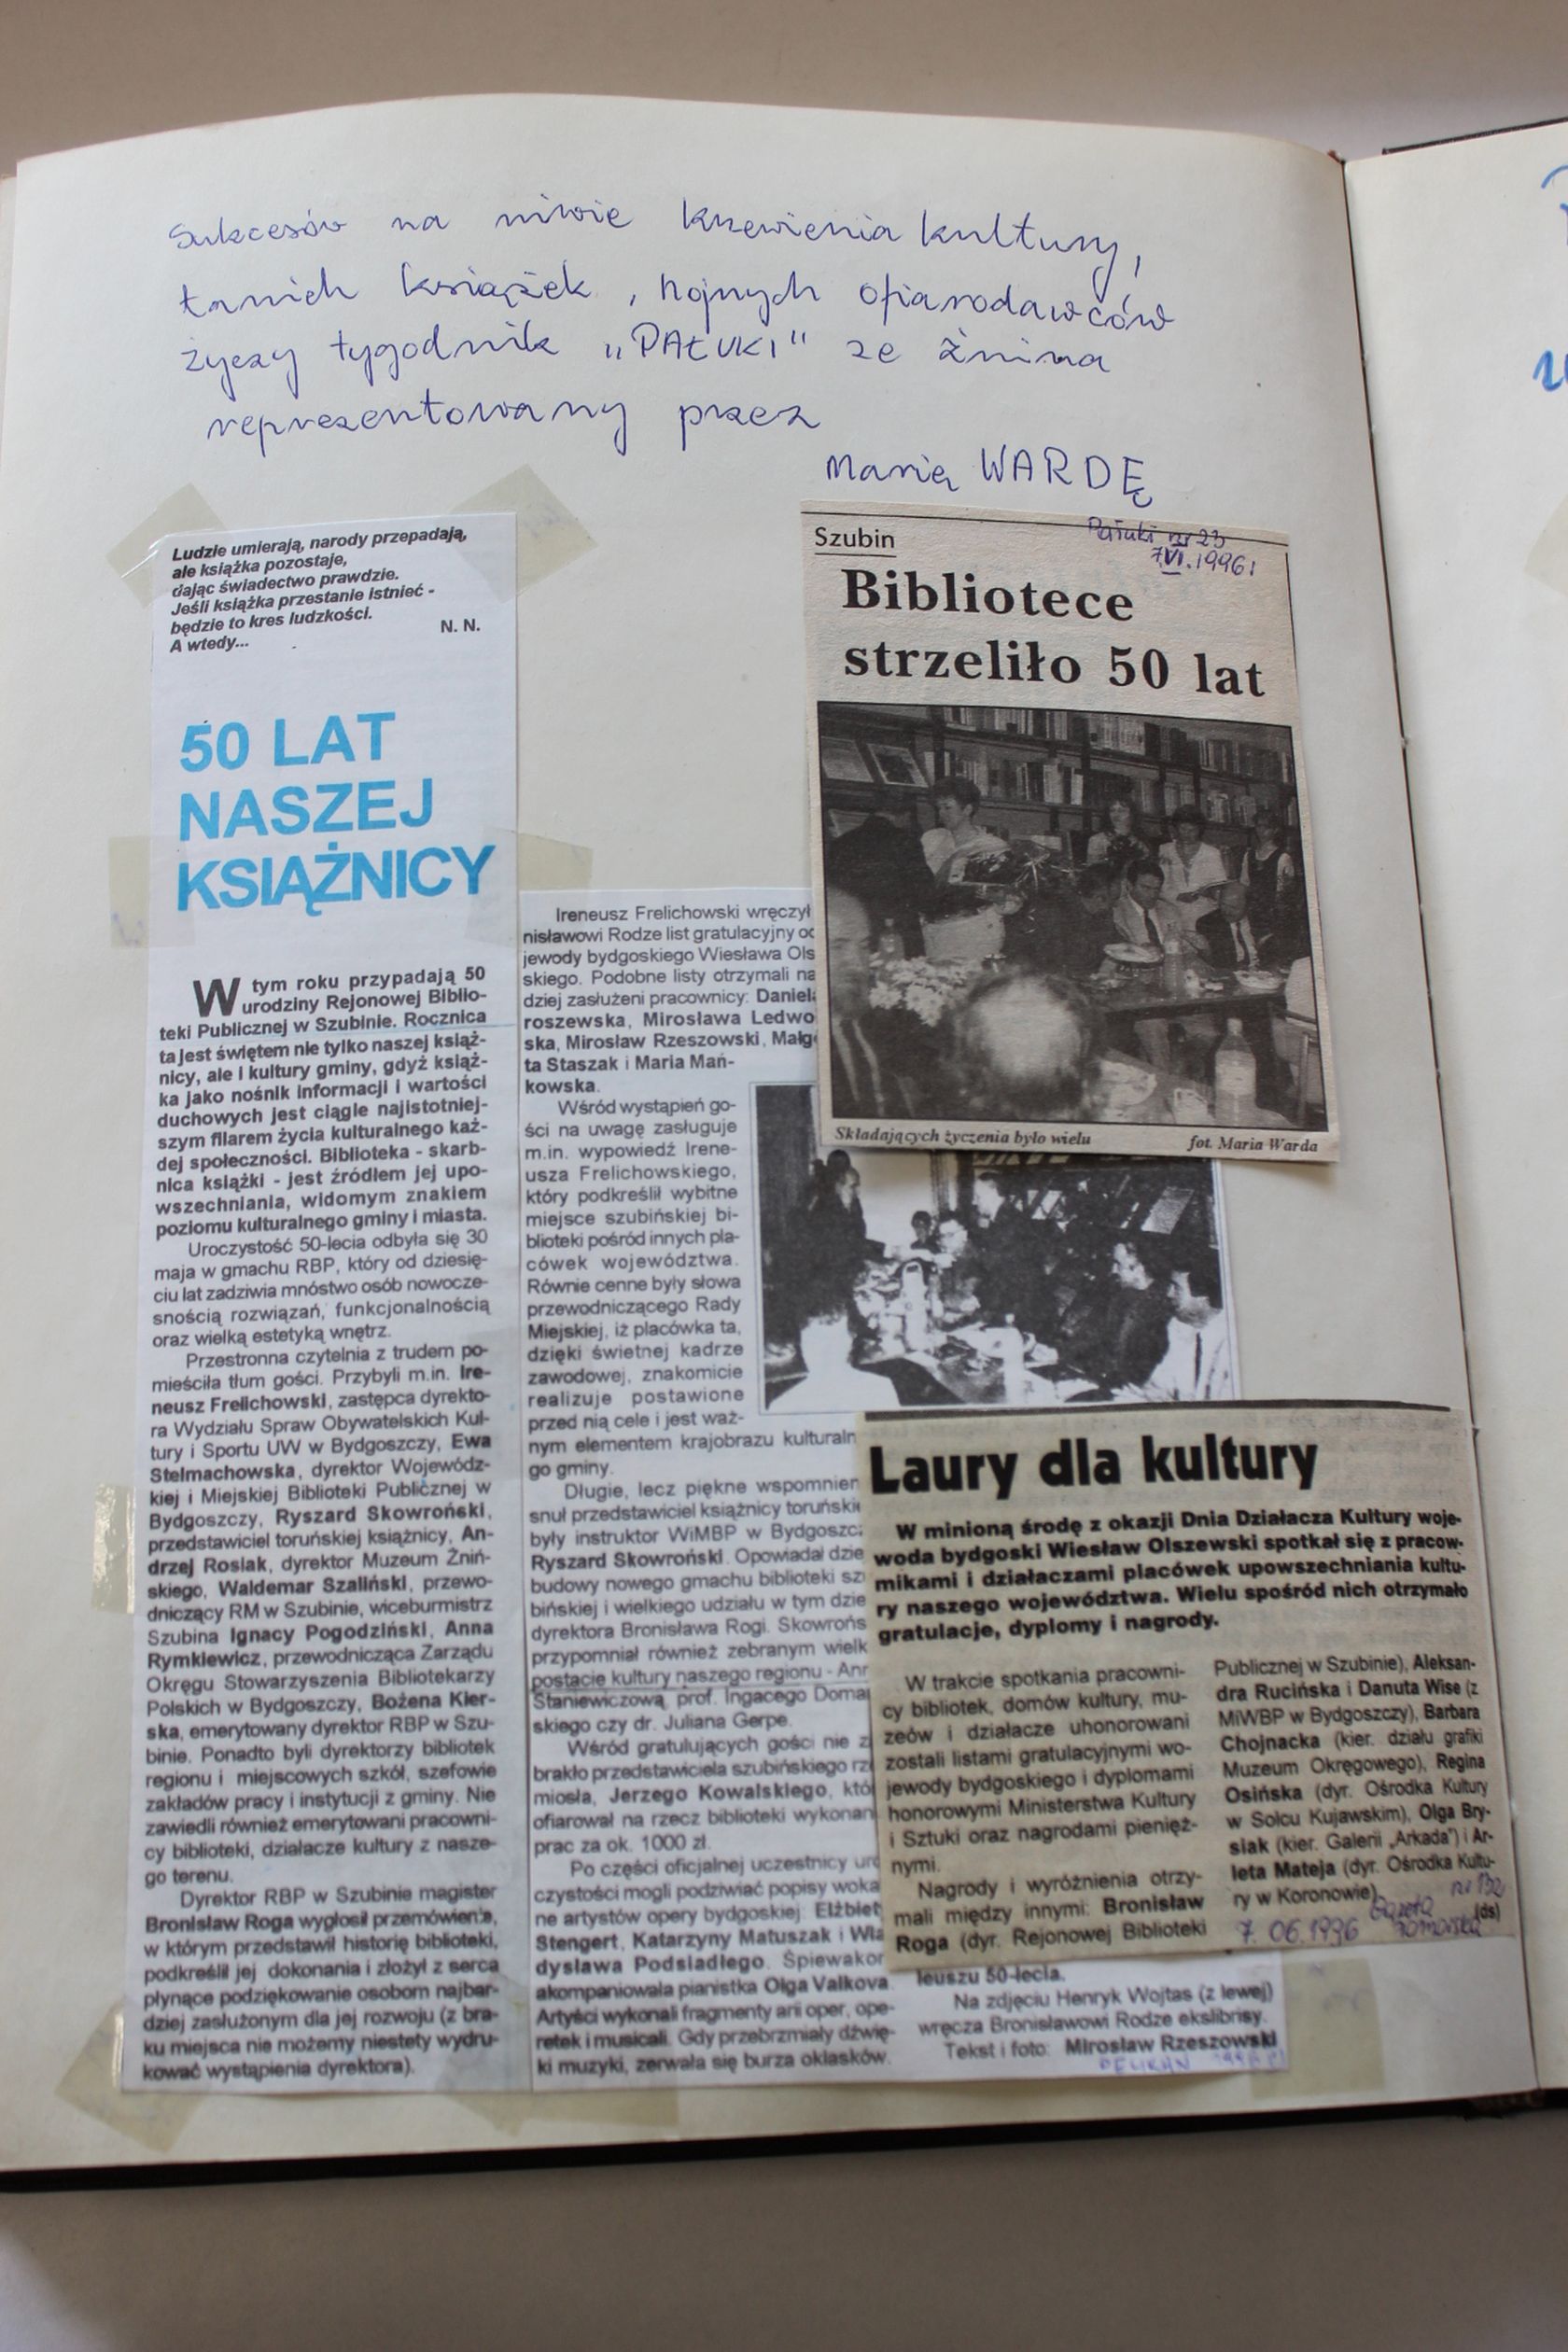 Sukcesów na niwie krzewienia kultury,
tanich książek, hojnych ofiarodawców
życzy tygodnik „PAŁUKI" ze Żnina
reprezentowany przez
Marię WARDĘ
Ludzie umierają, narody przepadają,
ale książka pozostaje,
dając świadectwo prawdzie.
Jeśli książka przestanie istnieć -
będzie to kres ludzkości.
A wtedy...
N. N.
50 LAT
NASZEJ
KSIĄŻNICY
W tym roku przypadają 50
urodziny Rejonowej Biblio-
teki Publicznej w Szubinie. Rocznica
ta jest świętem nie tylko naszej książ-
nicy, ale i kultury gminy, gdyż książ-
ka jako nośnik informacji i wartości
duchowych jest ciągle najistotniej-
szym filarem życia kulturalnego każ-
dej społeczności. Biblioteka - skarb-
nica książki - jest źródłem jej upo-
wszechniania, widomym znakiem
poziomu kulturalnego gminy i miasta.
Uroczystość 50-lecia odbyła się 30
maja w gmachu RBP, który od dziesię-
ciu lat zadziwia mnóstwo osób nowocze-
snością rozwiązań, funkcjonalnością
oraz wielką estetyką wnętrz.
Przestronna czytelnia z trudem po-
mieściła tłum gości. Przybyli m.in. Ire-
neusz Frelichowski, zastępca dyrekto-
ra Wydziału Spraw Obywatelskich Kul-
tury i Sportu UW w Bydgoszczy, Ewa
Stelmachowska, dyrektor Wojewódz-
kiej i Miejskiej Biblioteki Publicznej w
Bydgoszczy, Ryszard Skowroński,
przedstawiciel toruńskiej książnicy, An-
drzej Rosiak, dyrektor Muzeum Żniń-
skiego, Waldemar Szaliński, przewo-
dniczący RM w Szubinie, wiceburmistrz
Szubina Ignacy Pogodziński, Anna
Rymkiewicz, przewodnicząca Zarządu
Okręgu Stowarzyszenia Bibliotekarzy
Polskich w Bydgoszczy, Bożena Kier-
ska, emerytowany dyrektor RBP w Szu-
binie. Ponadto byli dyrektorzy bibliotek
regionu i miejscowych szkół, szefowie
zakładów pracy i instytucji z gminy. Nie
zawiedli również emerytowani pracowni-
cy biblioteki, działacze kultury z nasze-
go terenu.
Dyrektor RBP w Szubinie magister
Bronisław Roga wygłosił przemówienie,
w którym przedstawił historię biblioteki,
podkreślił jej dokonania i złożył z serca
płynące podziękowanie osobom najbar-
dziej zasłużonym dla jej rozwoju (z bra-
ku miejsca nie możemy niestety wydru-
kować wystąpienia dyrektora).
Ireneusz Frelichowski wręczył
nisławowi Rodze list gratulacyjny
jewody bydgoskiego Wiesława Ols
skiego. Podobne listy otrzymali na
dziej zasłużeni pracownicy: Daniel
roszewska, Mirosława Ledwo
ska, Mirosław Rzeszowski, Małg
ta Staszak i Maria Mań-
kowska.
Wśród wystąpień go-
ści na uwagę zasługuje
m.in. wypowiedź Irene-
usza Frelichowskiego,
który podkreślił wybitne
miejsce szubińskiej bi-
blioteki pośród innych pla-
cówek województwa.
Równie cenne były słowa
przewodniczącego Rady
Miejskiej, iż placówka ta,
dzięki świetnej kadrze
zawodowej, znakomicie
realizuje postawione
przed nią cele i jest waż-
nym elementem krajobrazu kulturaln
go gminy.
Długie, lecz piękne wspomnien
snuł przedstawiciel książnicy toruński
były instruktor WiMBP w Bydgoszcz
Ryszard Skowroński. Opowiadał dzie
budowy nowego gmachu biblioteki sz
bińskiej i wielkiego udziału w tym dzie
dyrektora Bronisława Rogi. Skowrońs
przypomniał również zebranym wielk
postacie kultury naszego regionu - Ann
Staniewiczową, prof. Ingacego Doma
skiego czy dr. Juliana Gerpe.
Wśród gratulujących gości nie z
brakło przedstawiciela szubińskiego rze
miosła, Jerzego Kowalskiego, któ
ofiarował na rzecz biblioteki wykonan
prac za ok. 1000 zł.
Po części oficjalnej uczestnicy uro
czystości mogli podziwiać popisy woka
ne artystów opery bydgoskiej: Elżbiet
Stengert, Katarzyny Matuszak i Wła
dysława Podsiadłego. Śpiewakom
akompaniowała pianistka Olga Valkova.
Artyści wykonali fragmenty arii oper, ope-
retek i musicali. Gdy przebrzmiały dźwię-
ki muzyki, zerwała się burza oklasków.
leuszu 50-lecia.
Na zdjęciu Henryk Wojtas (z lewej)
wręcza Bronisławowi Rodze ekslibrisy.
Tekst i foto: Mirosław Rzeszowski
PELIKAN
Pałuki nr 23
7.VI.1996r
Szubin
Bibliotece
strzeliło 50 lat
Składających życzenia było wielu
fot. Maria Warda
Laury dla kultury
W minioną środę z okazji Dnia Działacza Kultury woje-
woda bydgoski Wiesław Olszewski spotkał się z pracow-
mikami i działaczami placówek upowszechniania kultu-
ry naszego województwa. Wielu spośród nich otrzymało
gratulacje, dyplomy i nagrody.
W trakcie spotkania pracowni-
cy bibliotek, domów kultury, mu-
zeów i działacze uhonorowani
zostali listami gratulacyjnymi wo-
jewody bydgoskiego i dyplomami
honorowymi Ministerstwa Kultury
i Sztuki oraz nagrodami pienięż-
nymi.
Nagrody i wyróżnienia otrzy-
mali między innymi: Bronisław
Roga (dyr. Rejonowej Biblioteki
Publicznej w Szubinie), Aleksan-
dra Rucińska i Danuta Wise (z
MiWBP w Bydgoszczy), Barbara
Chojnacka (kier. działu grafiki
Muzeum Okręgowego), Regina
Osińska (dyr. Ośrodka Kultury
w Solcu Kujawskim), Olga Bry-
siak (kier. Galerii „Arkada") i Ar-
leta Mateja (dyr. Ośrodka Kultu-
ry w Koronowie)
(ds)
7.06.1996 Gazeta Pomorska nr 132